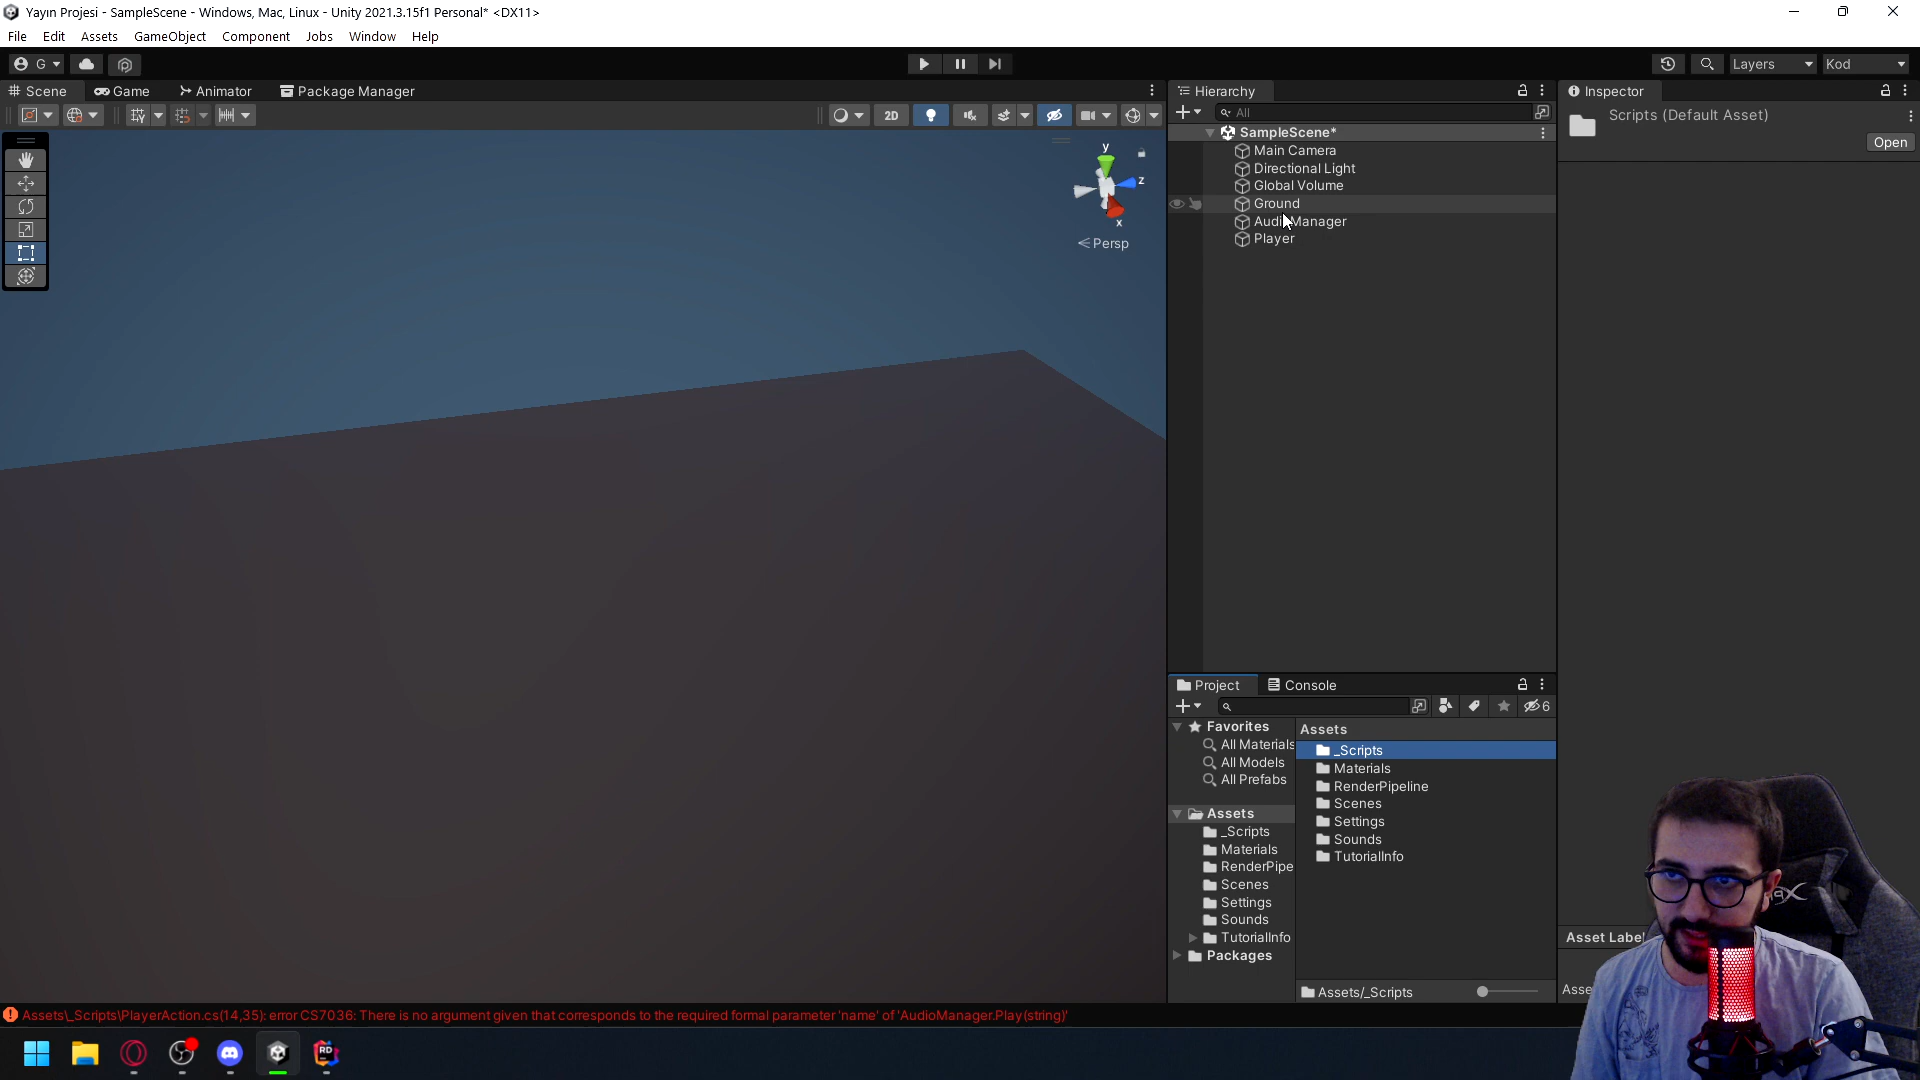 Yayın Projesi - SampleScene - Windows, Mac, Linux - Unity 2021.3.15f1 Personal* <DX11>
File Edit Assets GameObject Component Jobs Window Help
G
Layers
Kod
Scene
Game
Animator
Package Manager
2D
y
z
x
Persp
Hierarchy
All
SampleScene*
Main Camera
Directional Light
Global Volume
Ground
AudioManager
Player
Inspector
Scripts (Default Asset)
Open
Project
Console
6
Favorites
All Materials
All Models
All Prefabs
Assets
_Scripts
Materials
RenderPipe
Scenes
Settings
Sounds
TutorialInfo
Packages
Assets
_Scripts
Materials
RenderPipeline
Scenes
Settings
Sounds
TutorialInfo
Assets/_Scripts
Asset Label
Asse
Assets\_Scripts\PlayerAction.cs(14,35): error CS7036: There is no argument given that corresponds to the required formal parameter 'name' of 'AudioManager.Play(string)'
RD